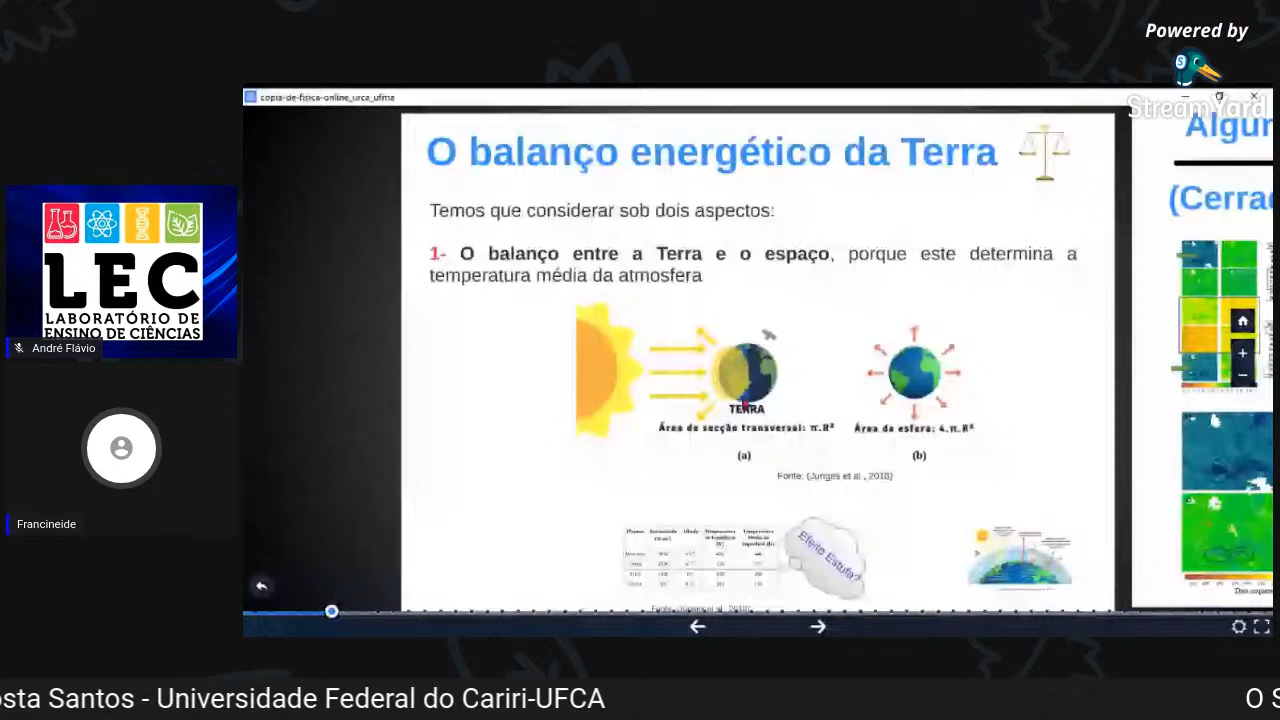 Powered by
StreamYard
copia-de-fisica-online_urca_ufma
O balanço energético da Terra
Temos que considerar sob dois aspectos:
1- O balanço entre a Terra e o espaço, porque este determina a
temperatura média da atmosfera
TERRA
Área de secção transversal: π.R²
Área da esfera: 4.π.R²
(a)
(b)
Fonte: (Junges et al., 2018)
Efeito Estufa?
Algun
(Cerrad
LEC
LABORATÓRIO DE
ENSINO DE CIÊNCIAS
André Flávio
Francineide
osta Santos - Universidade Federal do Cariri-UFCA
O S